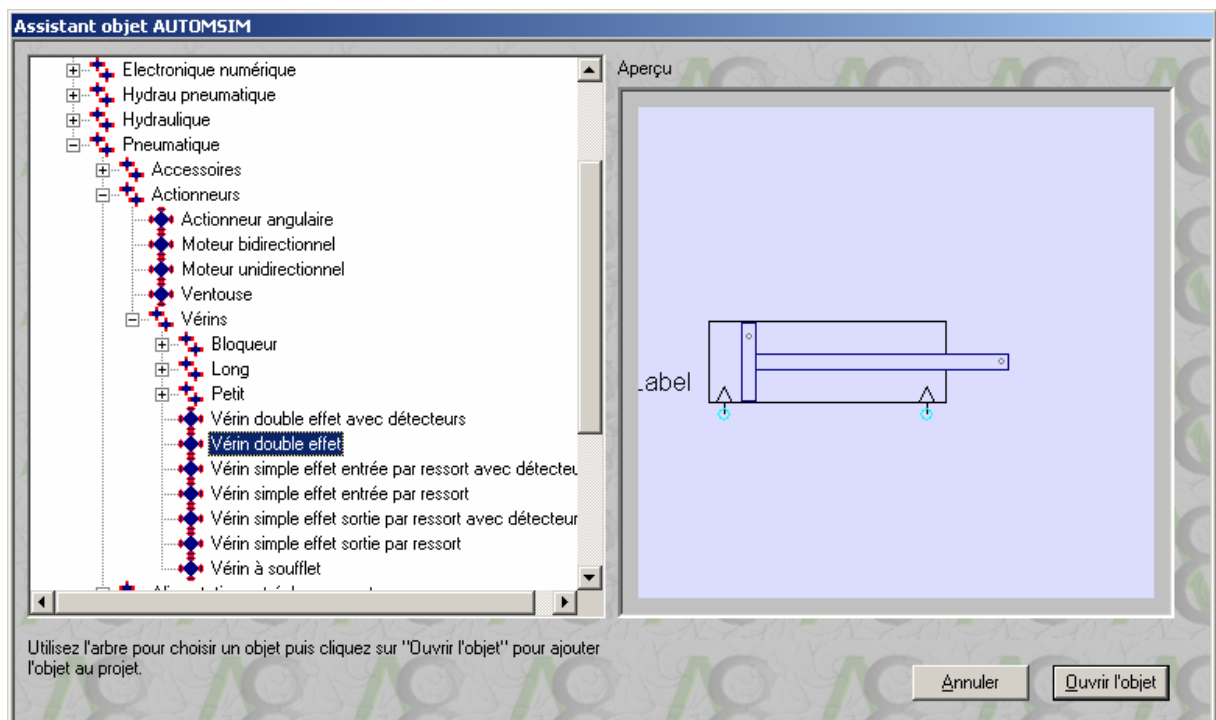 Assistant objet AUTOMSIM
Electronique numérique
Hydrau pneumatique
Hydraulique
Pneumatique
Accessoires
Actionneurs
Actionneur angulaire
Moteur bidirectionnel
Moteur unidirectionnel
Ventouse
Vérins
Bloqueur
Long
Petit
Vérin double effet avec détecteurs
Vérin double effet
Vérin simple effet entrée par ressort avec détecteu
Vérin simple effet entrée par ressort
Vérin simple effet sortie par ressort avec détecteur
Vérin simple effet sortie par ressort
Vérin à soufflet
Aperçu
Label
Utilisez l'arbre pour choisir un objet puis cliquez sur "Ouvrir l'objet" pour ajouter
l'objet au projet.
Annuler
Ouvrir l'objet